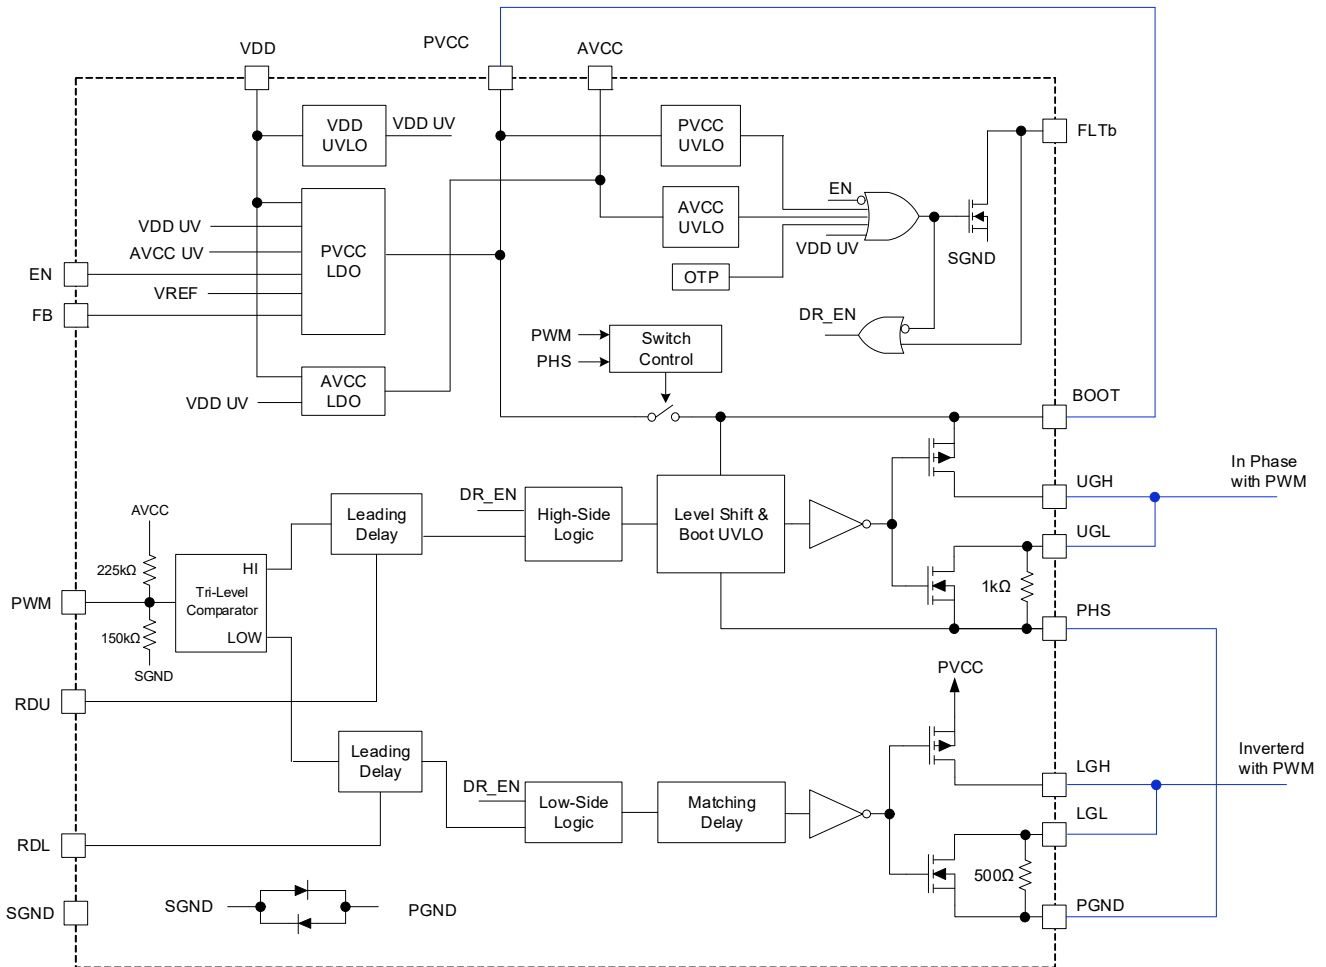 VDD
PVCC
AVCC
VDD
UVLO
VDD UV
PVCC
UVLO
FLTb
EN
AVCC
UVLO
VDD UV
SGND
VDD UV
AVCC UV
PVCC
LDO
EN
VREF
FB
OTP
DR_EN
PWM
PHS
Switch
Control
AVCC
LDO
VDD UV
BOOT
In Phase
with PWM
UGH
DR_EN
Leading
Delay
High-Side
Logic
Level Shift &
Boot UVLO
UGL
AVCC
225kΩ
HI
Tri-Level
Comparator
LOW
1kΩ
PWM
150kΩ
SGND
PHS
RDU
PVCC
Leading
Delay
Inverterd
with PWM
LGH
DR_EN
Low-Side
Logic
Matching
Delay
LGL
RDL
500Ω
SGND
SGND
PGND
PGND